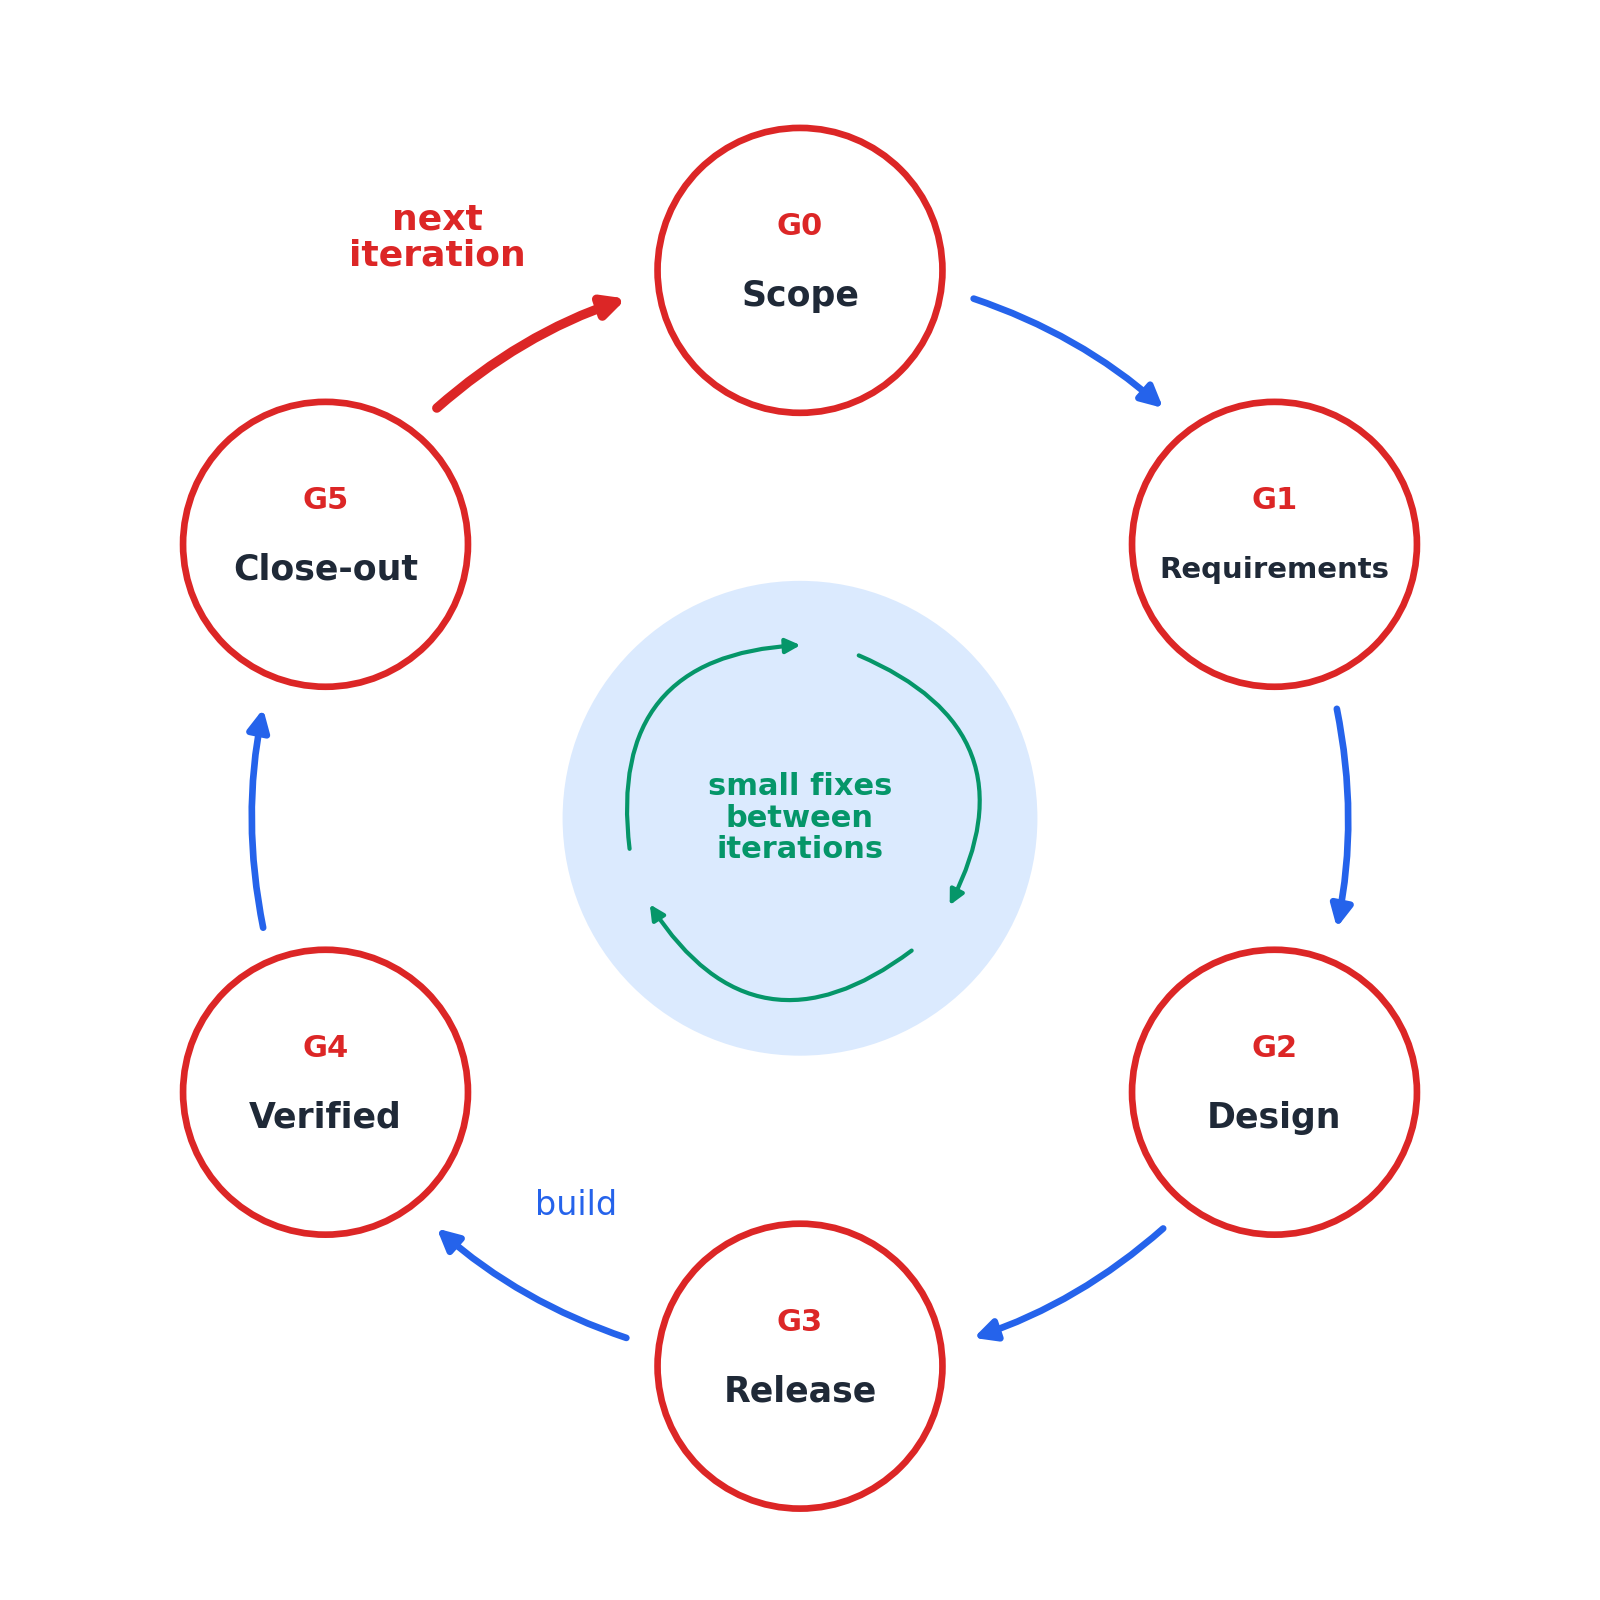 next
iteration
G0
Scope
G5
Close-out
G1
Requirements
small fixes
between
iterations
G4
Verified
G2
Design
build
G3
Release